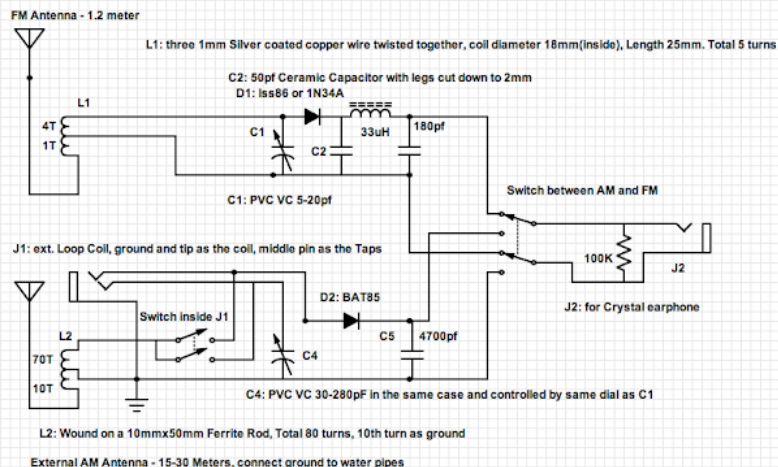 FM Antenna - 1.2 meter
L1: three 1mm Silver coated copper wire twisted together, coil diameter 18mm(inside), Length 25mm. Total 5 turns
C2: 50pf Ceramic Capacitor with legs cut down to 2mm
D1: Iss86 or 1N34A
L1
4T
1T
C1
C2
33uH
180pf
C1: PVC VC 5-20pf
Switch between AM and FM
J1: ext. Loop Coil, ground and tip as the coil, middle pin as the Taps
100K
J2
J2: for Crystal earphone
Switch inside J1
D2: BAT85
L2
70T
10T
C4
C5
4700pf
C4: PVC VC 30-280pF in the same case and controlled by same dial as C1
L2: Wound on a 10mmx50mm Ferrite Rod, Total 80 turns, 10th turn as ground
External AM Antenna - 15-30 Meters, connect ground to water pipes